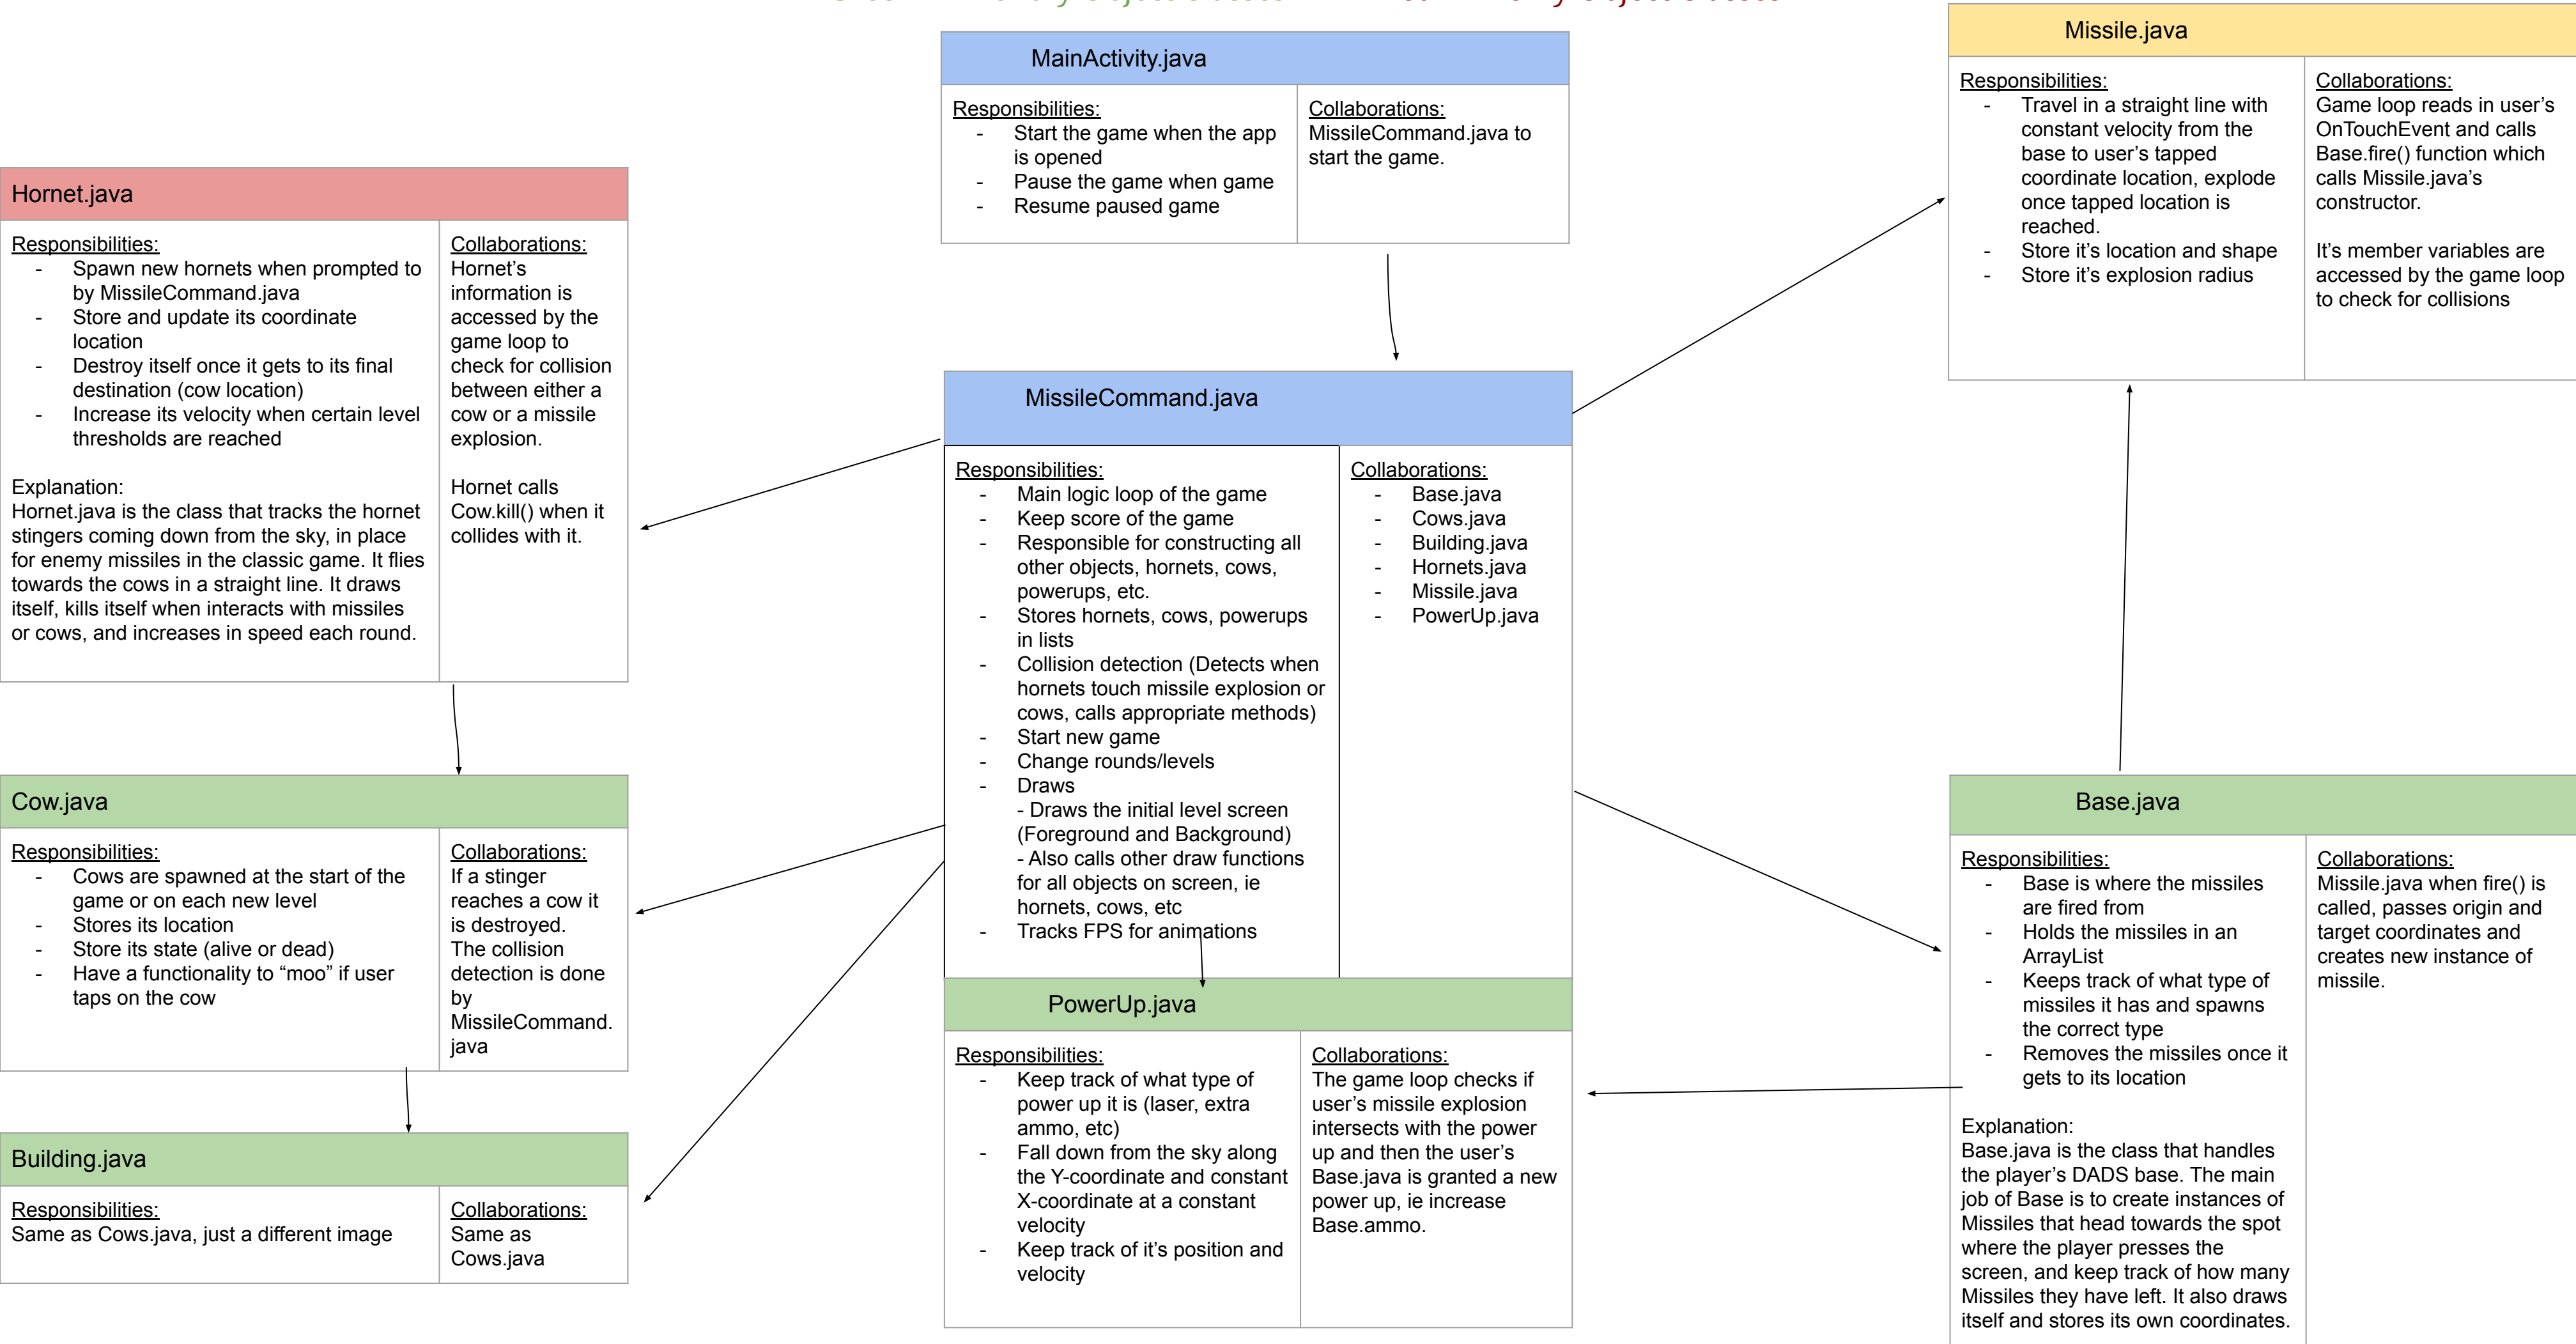 MainActivity.java
Responsibilities:
- Start the game when the app
is opened
- Pause the game when game
- Resume paused game
Collaborations:
MissileCommand.java to
start the game.
Missile.java
Responsibilities:
- Travel in a straight line with
constant velocity from the
base to user's tapped
coordinate location, explode
once tapped location is
reached.
- Store it's location and shape
- Store it's explosion radius
Collaborations:
Game loop reads in user's
OnTouchEvent and calls
Base.fire() function which
calls Missile.java's
constructor.
It's member variables are
accessed by the game loop
to check for collisions
Hornet.java
Responsibilities:
- Spawn new hornets when prompted to
by MissileCommand.java
- Store and update its coordinate
location
- Destroy itself once it gets to its final
destination (cow location)
- Increase its velocity when certain level
thresholds are reached
Explanation:
Hornet.java is the class that tracks the hornet
stingers coming down from the sky, in place
for enemy missiles in the classic game. It flies
towards the cows in a straight line. It draws
itself, kills itself when interacts with missiles
or cows, and increases in speed each round.
Collaborations:
Hornet's
information is
accessed by the
game loop to
check for collision
between either a
cow or a missile
explosion.
Hornet calls
Cow.kill() when it
collides with it.
MissileCommand.java
Responsibilities:
- Main logic loop of the game
- Keep score of the game
- Responsible for constructing all
other objects, hornets, cows,
powerups, etc.
- Stores hornets, cows, powerups
in lists
- Collision detection (Detects when
hornets touch missile explosion or
cows, calls appropriate methods)
- Start new game
- Change rounds/levels
- Draws
- Draws the initial level screen
(Foreground and Background)
- Also calls other draw functions
for all objects on screen, ie
hornets, cows, etc
- Tracks FPS for animations
Collaborations:
- Base.java
- Cows.java
- Building.java
- Hornets.java
- Missile.java
- PowerUp.java
Cow.java
Responsibilities:
- Cows are spawned at the start of the
game or on each new level
- Stores its location
- Store its state (alive or dead)
- Have a functionality to “moo” if user
taps on the cow
Collaborations:
If a stinger
reaches a cow it
is destroyed.
The collision
detection is done
by
MissileCommand.
java
Base.java
Responsibilities:
- Base is where the missiles
are fired from
- Holds the missiles in an
ArrayList
- Keeps track of what type of
missiles it has and spawns
the correct type
- Removes the missiles once it
gets to its location
Explanation:
Base.java is the class that handles
the player's DADS base. The main
job of Base is to create instances of
Missiles that head towards the spot
where the player presses the
screen, and keep track of how many
Missiles they have left. It also draws
itself and stores its own coordinates.
Collaborations:
Missile.java when fire() is
called, passes origin and
target coordinates and
creates new instance of
missile.
PowerUp.java
Responsibilities:
- Keep track of what type of
power up it is (laser, extra
ammo, etc)
- Fall down from the sky along
the Y-coordinate and constant
X-coordinate at a constant
velocity
- Keep track of it's position and
velocity
Collaborations:
The game loop checks if
user's missile explosion
intersects with the power
up and then the user's
Base.java is granted a new
power up, ie increase
Base.ammo.
Building.java
Responsibilities:
Same as Cows.java, just a different image
Collaborations:
Same as
Cows.java